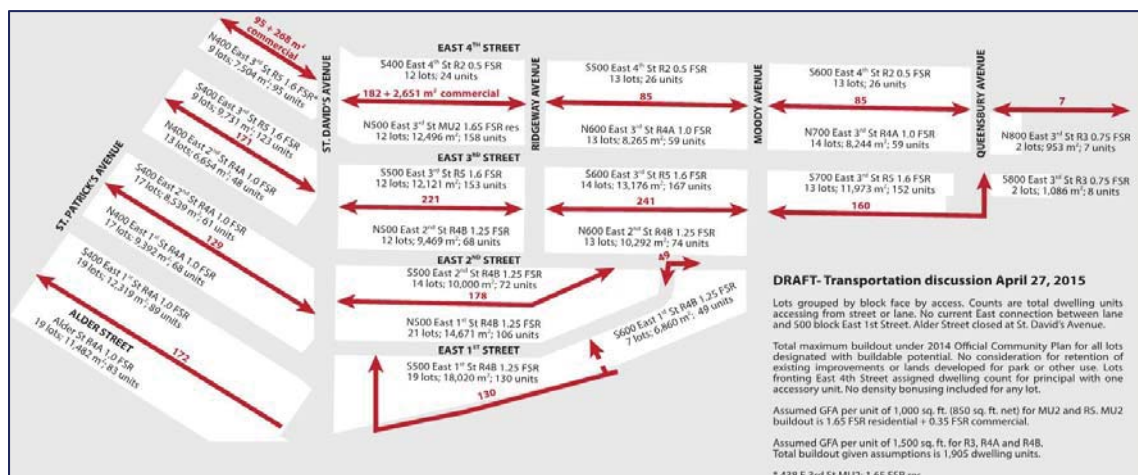 95 + 268 m²
commercial
N400 East 3rd St R5 1.6 FSR*
9 lots; 7,504 m²; 95 units
S400 East 3rd St R5 1.6 FSR
9 lots; 9,731 m²; 123 units
171
N400 East 2nd St R4A 1.0 FSR
13 lots; 6,654 m²; 48 units
S400 East 2nd St R4A 1.0 FSR
17 lots; 8,539 m²; 61 units
129
N400 East 1st St R4A 1.0 FSR
17 lots; 9,392 m²; 68 units
S400 East 1st St R4A 1.0 FSR
19 lots; 12,319 m²; 89 units
172
ALDER STREET
Alder St R4A 1.0 FSR
19 lots; 11,482 m²; 83 units
ST. PATRICK'S AVENUE
ST. DAVID'S AVENUE
EAST 4TH STREET
S400 East 4th St R2 0.5 FSR
12 lots; 24 units
182 + 2,651 m² commercial
N500 East 3rd St MU2 1.65 FSR res
12 lots; 12,496 m²; 158 units
EAST 3RD STREET
S500 East 3rd St R5 1.6 FSR
12 lots; 12,121 m²; 153 units
221
N500 East 2nd St R4B 1.25 FSR
12 lots; 9,469 m²; 68 units
EAST 2ND STREET
S500 East 2nd St R4B 1.25 FSR
14 lots; 10,000 m²; 72 units
178
N500 East 1st St R4B 1.25 FSR
21 lots; 14,671 m²; 106 units
EAST 1ST STREET
S500 East 1st St R4B 1.25 FSR
19 lots; 18,020 m²; 130 units
130
RIDGEWAY AVENUE
S500 East 4th St R2 0.5 FSR
13 lots; 26 units
85
N600 East 3rd St R4A 1.0 FSR
13 lots; 8,265 m²; 59 units
S600 East 3rd St R5 1.6 FSR
14 lots; 13,176 m²; 167 units
241
N600 East 2nd St R4B 1.25 FSR
13 lots; 10,292 m²; 74 units
49
S600 East 1st St R4B 1.25 FSR
7 lots; 6,860 m²; 49 units
MOODY AVENUE
S600 East 4th St R2 0.5 FSR
13 lots; 26 units
85
N700 East 3rd St R4A 1.0 FSR
14 lots; 8,244 m²; 59 units
S700 East 3rd St R5 1.6 FSR
13 lots; 11,973 m²; 152 units
160
QUEENSBURY AVENUE
7
N800 East 3rd St R3 0.75 FSR
2 lots; 953 m²; 7 units
S800 East 3rd St R3 0.75 FSR
2 lots; 1,086 m²; 8 units
DRAFT- Transportation discussion April 27, 2015
Lots grouped by block face by access. Counts are total dwelling units
accessing from street or lane. No current East connection between lane
and 500 block East 1st Street. Alder Street closed at St. David's Avenue.
Total maximum buildout under 2014 Official Community Plan for all lots
designated with buildable potential. No consideration for retention of
existing improvements or lands developed for park or other use. Lots
fronting East 4th Street assigned dwelling count for principal with one
accessory unit. No density bonusing included for any lot.
Assumed GFA per unit of 1,000 sq. ft. (850 sq. ft. net) for MU2 and R5. MU2
buildout is 1.65 FSR residential + 0.35 FSR commercial.
Assumed GFA per unit of 1,500 sq. ft. for R3, R4A and R4B.
Total buildout given assumptions is 1,905 dwelling units.
* 438 E 3rd St MU2: 1.65 FSR res